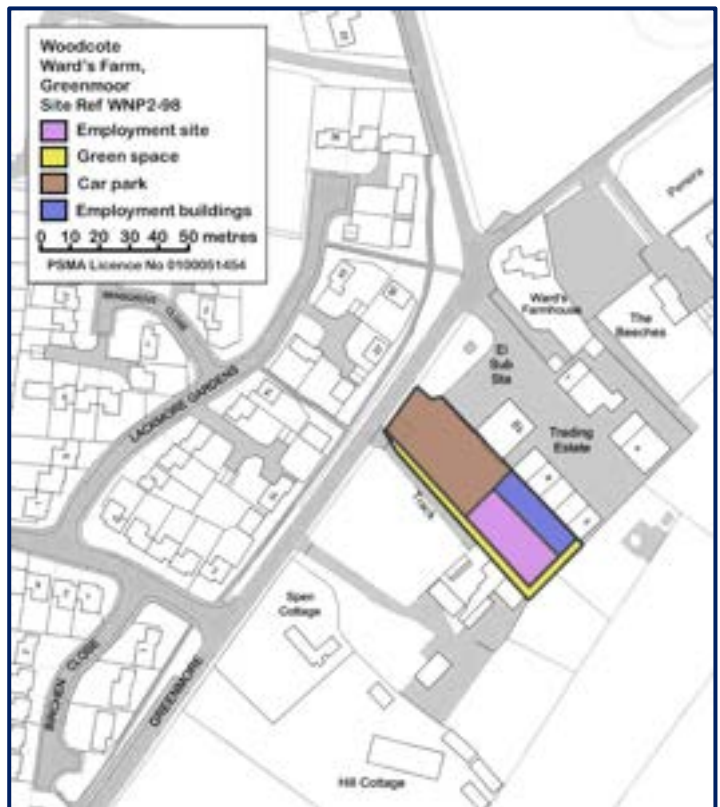 Woodcote
Ward's Farm,
Greenmoor
Site Ref WNP2-98
Employment site
Green space
Car park
Employment buildings
0 10 20 30 40 50 metres
PSMA Licence No 0100051454
Pereira
Ward's
Farmhouse
The
Beeches
El
Sub
Sta
LACKMORE GARDENS
Trading
Estate
Track
Spen
Cottage
BIRCHEN CLOSE
GREENMORE
Hill Cottage